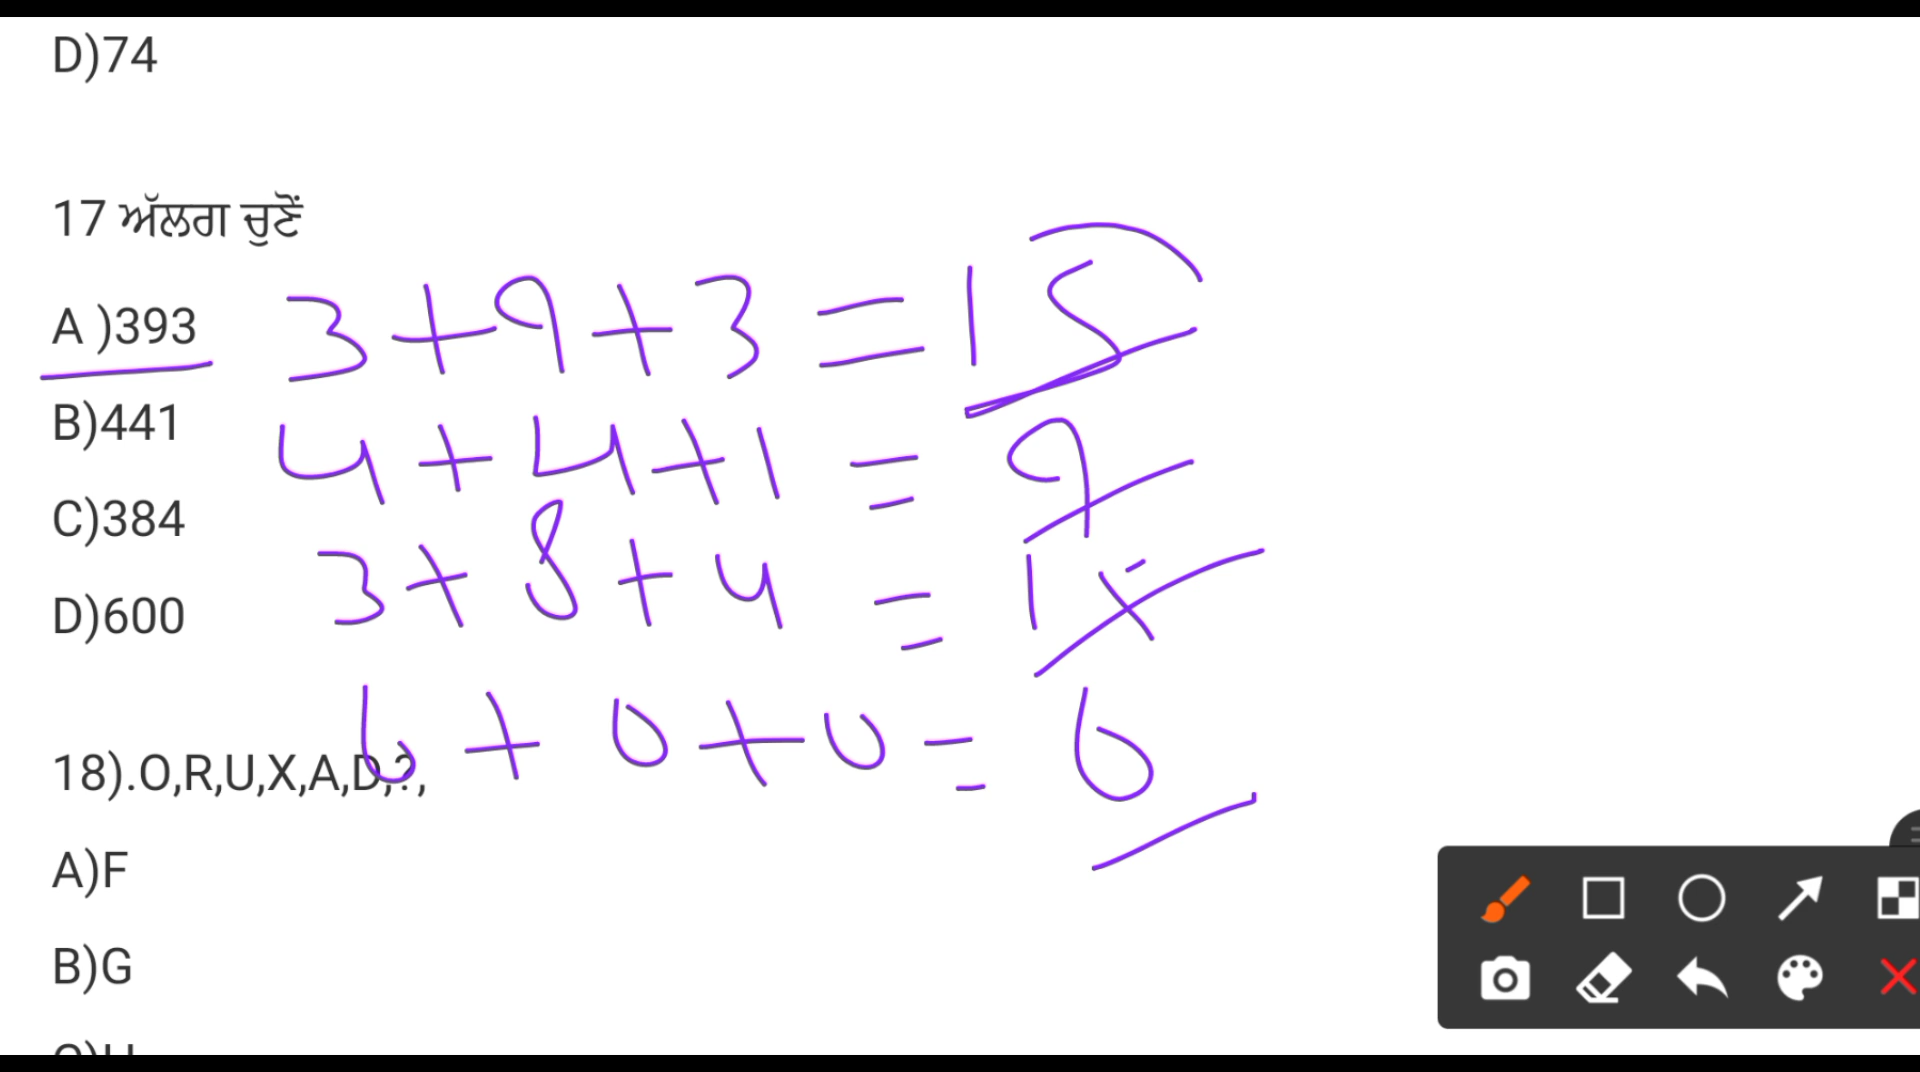 D)74
17 ਅੱਲਗ ਚੁਣੋਂ
A )393 3+9+3=15
B)441 4+4+1=9
C)384 3+8+4=15
D)600
6+0+0=6
18).O,R,U,X,A,D,?,
A)F
B)G